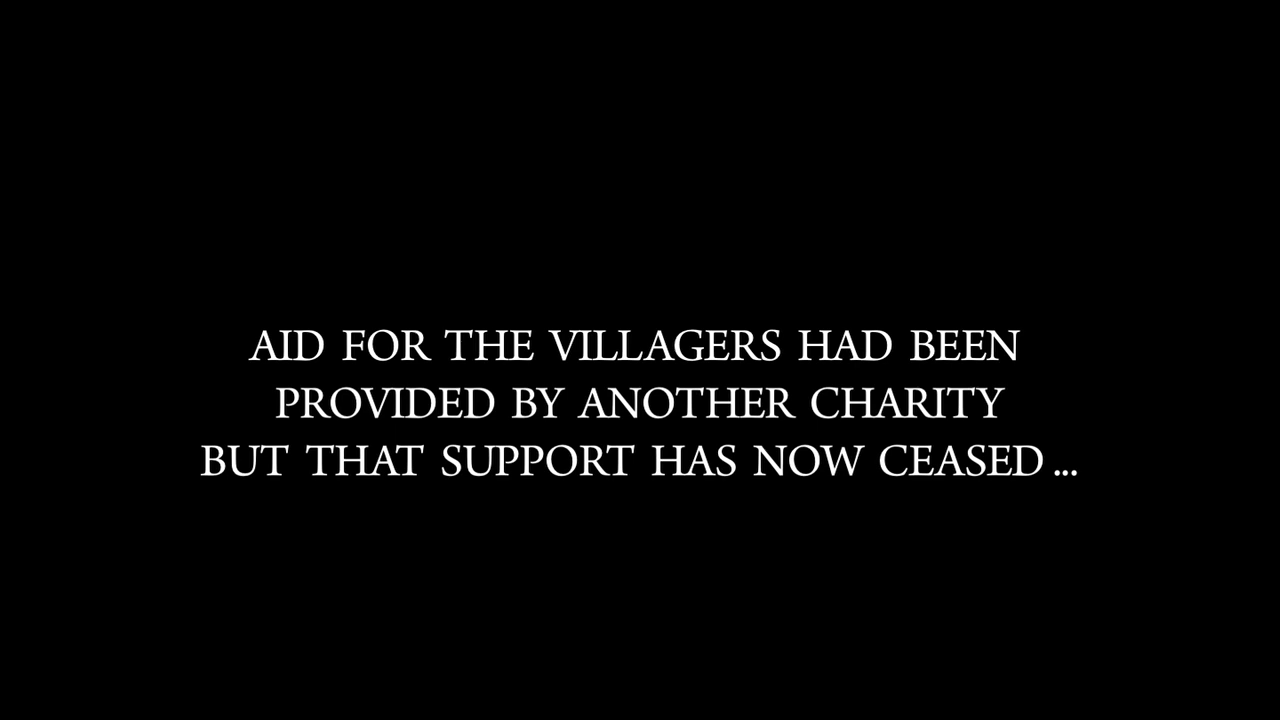 AID FOR THE VILLAGERS HAD BEEN
PROVIDED BY ANOTHER CHARITY
BUT THAT SUPPORT HAS NOW CEASED ...